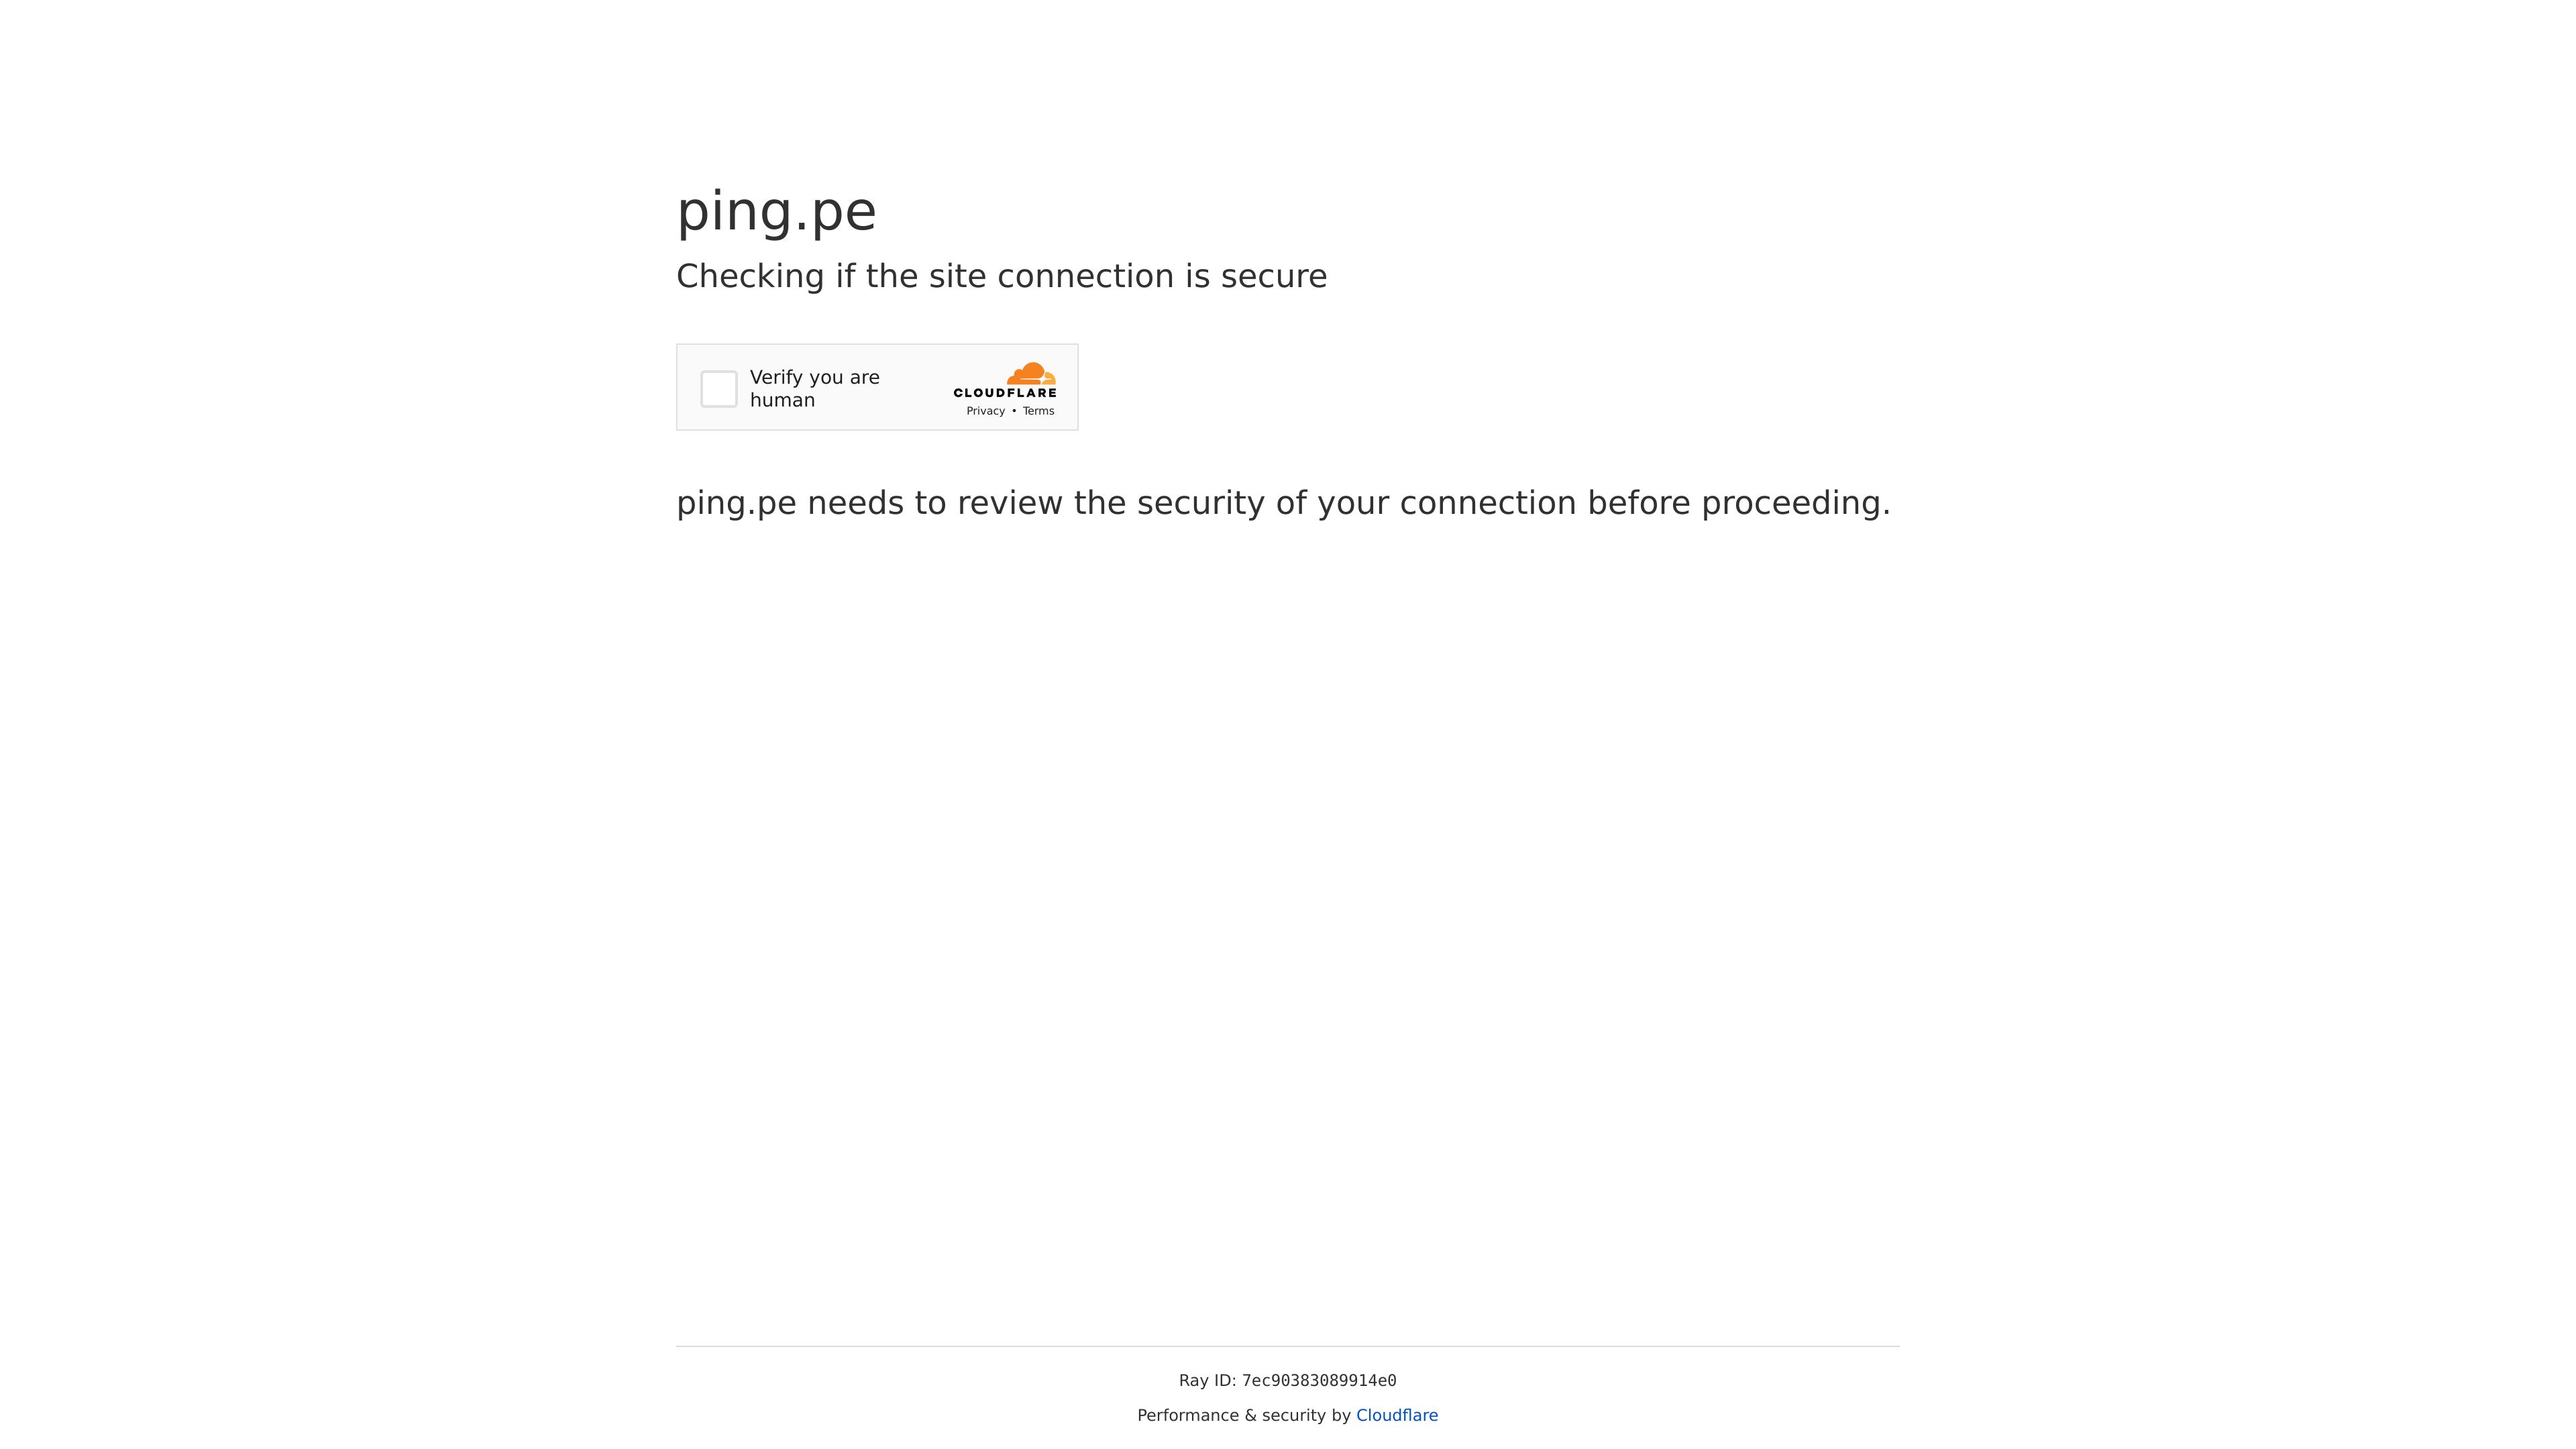 ping.pe
Checking if the site connection is secure
Verify you are
human
CLOUDFLARE
Privacy • Terms
ping.pe needs to review the security of your connection before proceeding.
Ray ID: 7ec90383089914e0
Performance & security by Cloudflare